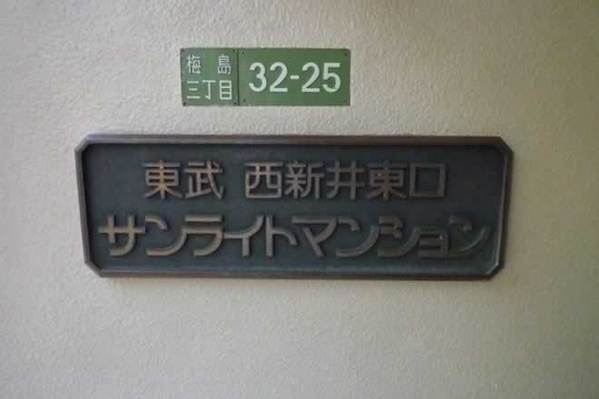 梅島
三丁目
32-25
東武 西新井東口
サンライトマンション